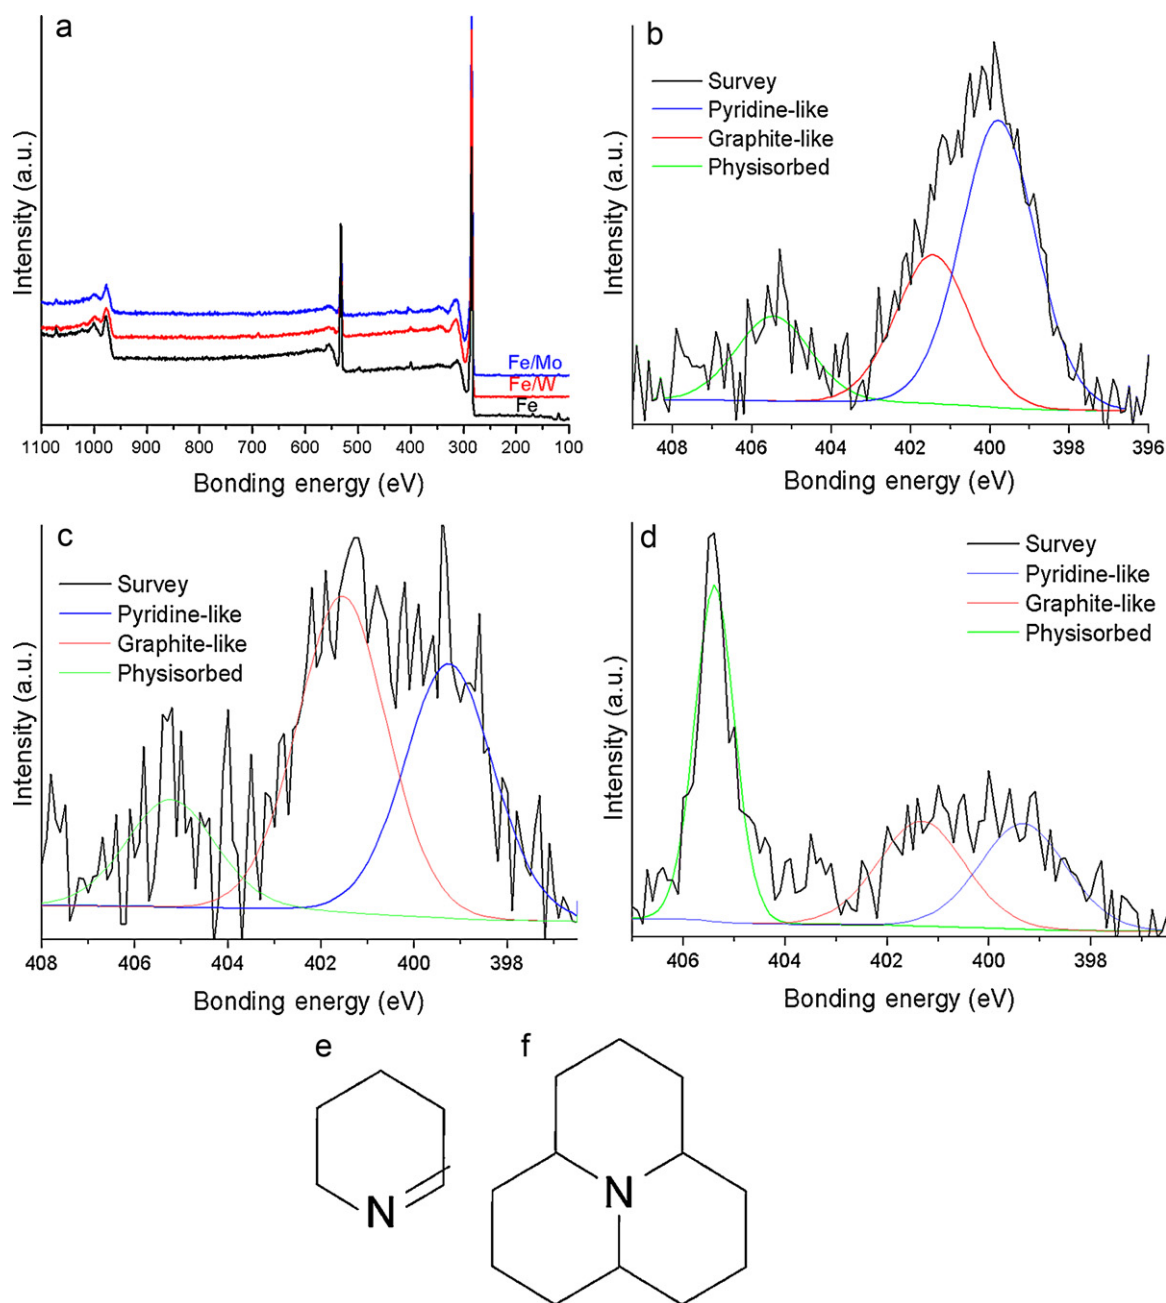 a
Intensity (a.u.)
Fe/Mo
Fe/W
Fe
1100 1000 900 800 700 600 500 400 300 200 100
Bonding energy (eV)
b
Survey
Pyridine-like
Graphite-like
Physisorbed
Intensity (a.u.)
408 406 404 402 400 398 396
Bonding energy (eV)
c
Survey
Pyridine-like
Graphite-like
Physisorbed
Intensity (a.u.)
408 406 404 402 400 398
Bonding energy (eV)
d
Survey
Pyridine-like
Graphite-like
Physisorbed
Intensity (a.u.)
406 404 402 400 398
Bonding energy (eV)
e
N
f
N